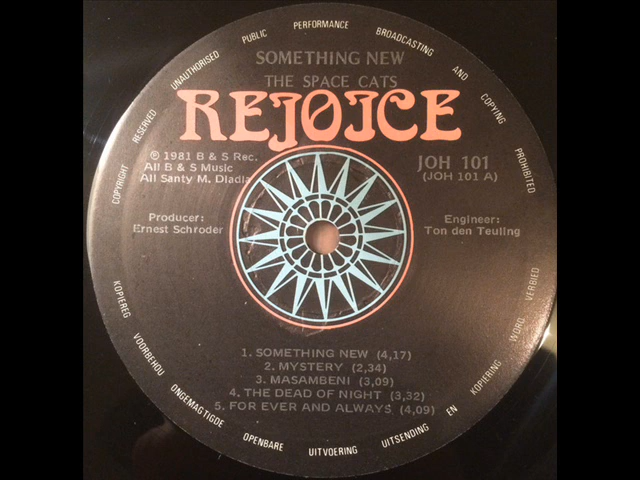 COPYRIGHT RESERVED UNAUTHORISED PUBLIC PERFORMANCE BROADCASTING AND COPYING PROHIBITED
SOMETHING NEW
THE SPACE CATS
REJOICE
℗ 1981 B & S Rec.
All B & S Music
All Santy M. Dladla
JOH 101
(JOH 101 A)
Producer:
Ernest Schroder
Engineer:
Ton den Teuling
1. SOMETHING NEW (4,17)
2. MYSTERY (2,34)
3. MASAMBENI (3,09)
4. THE DEAD OF NIGHT (3,32)
5. FOR EVER AND ALWAYS (4,09)
KOPIEREG VOORBEHOU ONGEMAGTIGDE OPENBARE UITVOERING UITSENDING EN KOPIERING WORD VERBIED